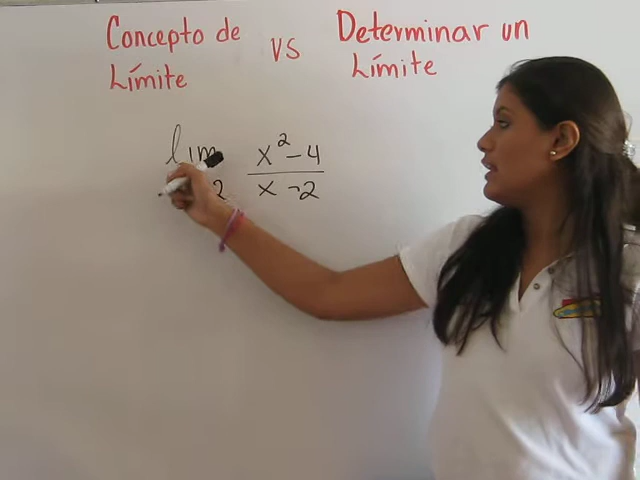 Concepto de vs Determinar un
Límite Límite
lim x² - 4
2 x - 2